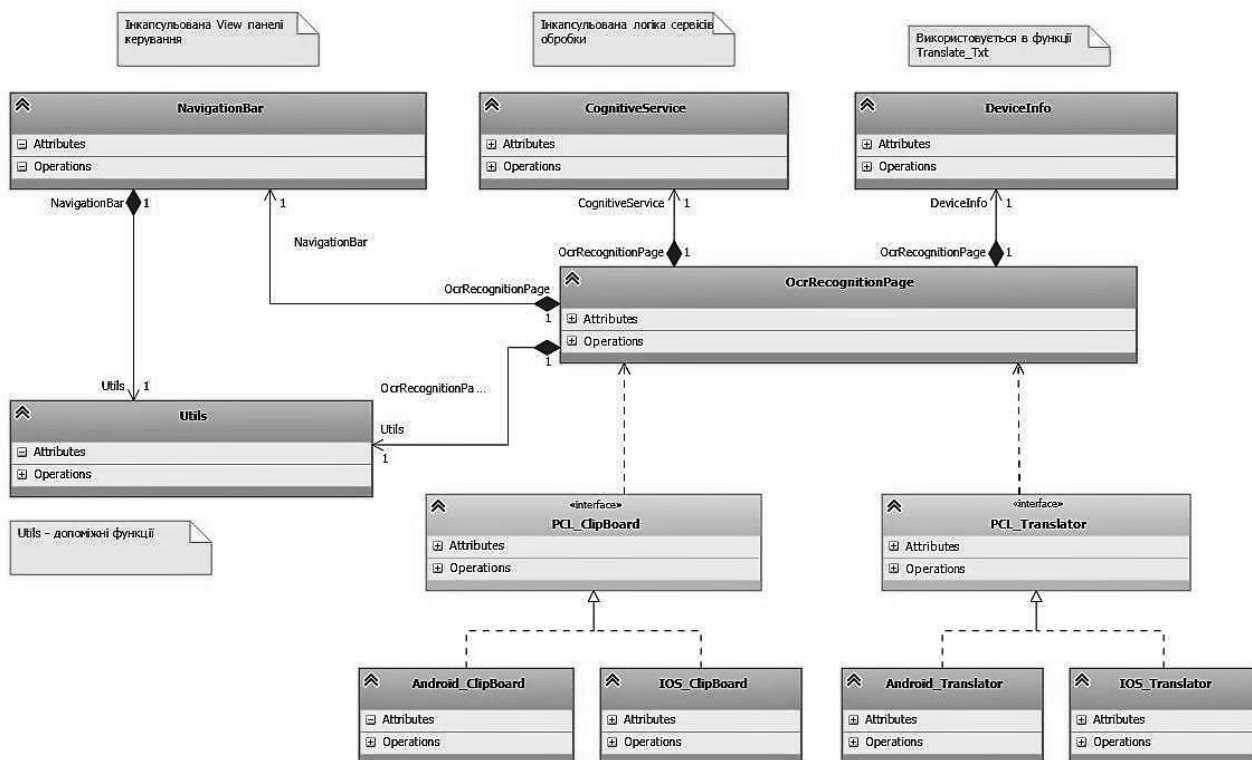 Інкапсульована View панелі
керування
Інкапсульована логіка сервісів
обробки
Використовується в функції
Translate_Txt
NavigationBar
Attributes
Operations
CognitiveService
Attributes
Operations
DeviceInfo
Attributes
Operations
NavigationBar
1
1
NavigationBar
CognitiveService
1
OcrRecognitionPage
1
DeviceInfo
1
OcrRecognitionPage
1
OcrRecognitionPage
1
OcrRecognitionPage
Attributes
Operations
1
OcrRecognitionPa...
Utils
1
Utils
1
Utils
Attributes
Operations
Utils - допоміжні функції
«interface»
PCL_ClipBoard
Attributes
Operations
«interface»
PCL_Translator
Attributes
Operations
Android_ClipBoard
Attributes
Operations
IOS_ClipBoard
Attributes
Operations
Android_Translator
Attributes
Operations
IOS_Translator
Attributes
Operations